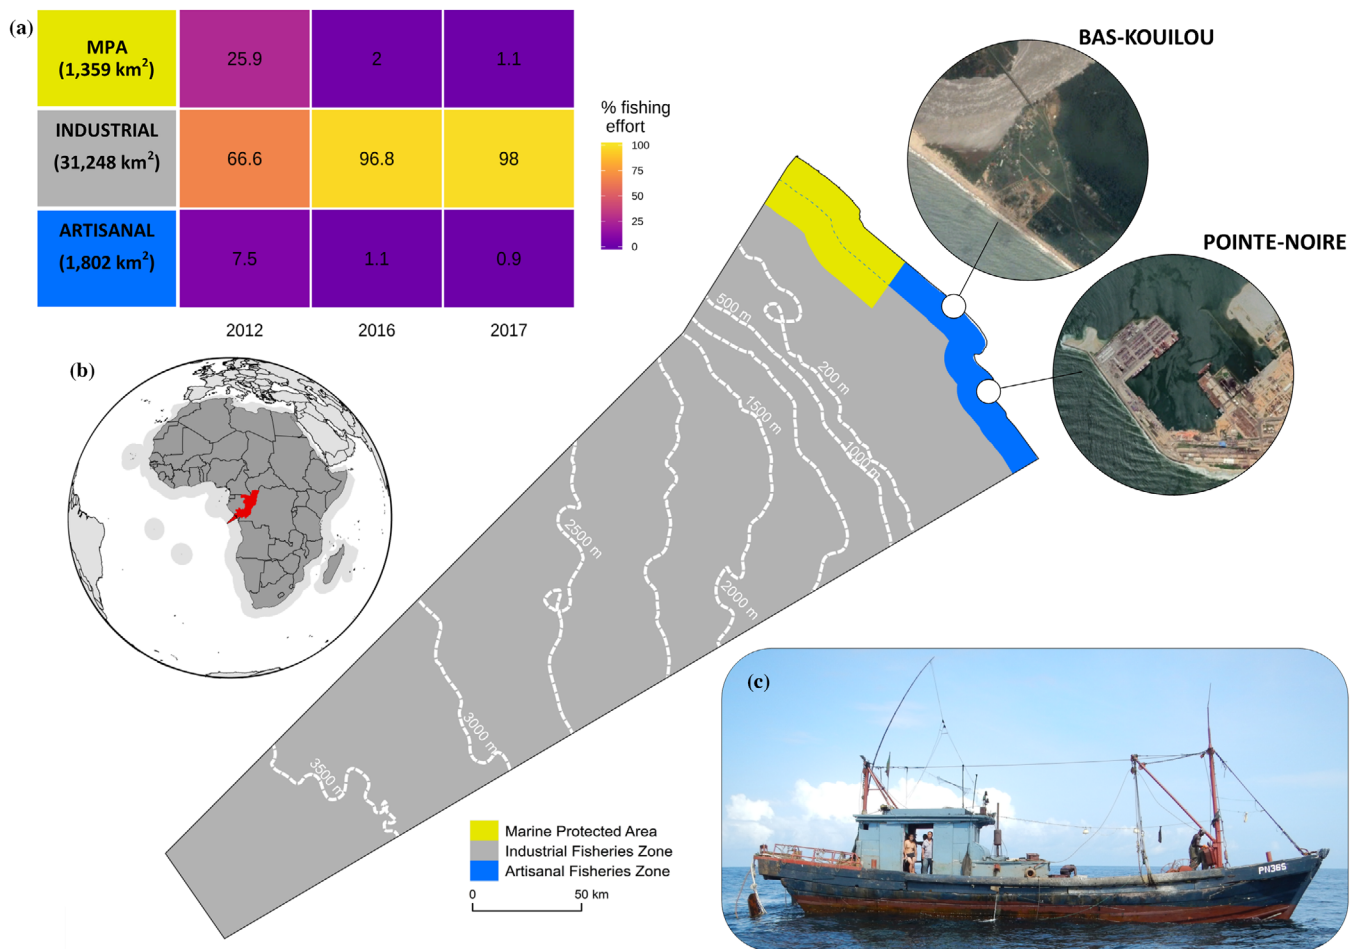 (a)
MPA
(1,359 km²)
25.9
2
1.1
INDUSTRIAL
(31,248 km²)
66.6
96.8
98
ARTISANAL
(1,802 km²)
7.5
1.1
0.9
2012
2016
2017
% fishing
effort
100
75
50
25
0
BAS-KOUILOU
POINTE-NOIRE
500 m
200 m
1500 m
1000 m
2500 m
2000 m
3000 m
3500 m
(b)
Marine Protected Area
Industrial Fisheries Zone
Artisanal Fisheries Zone
0
50 km
(c)
PN365